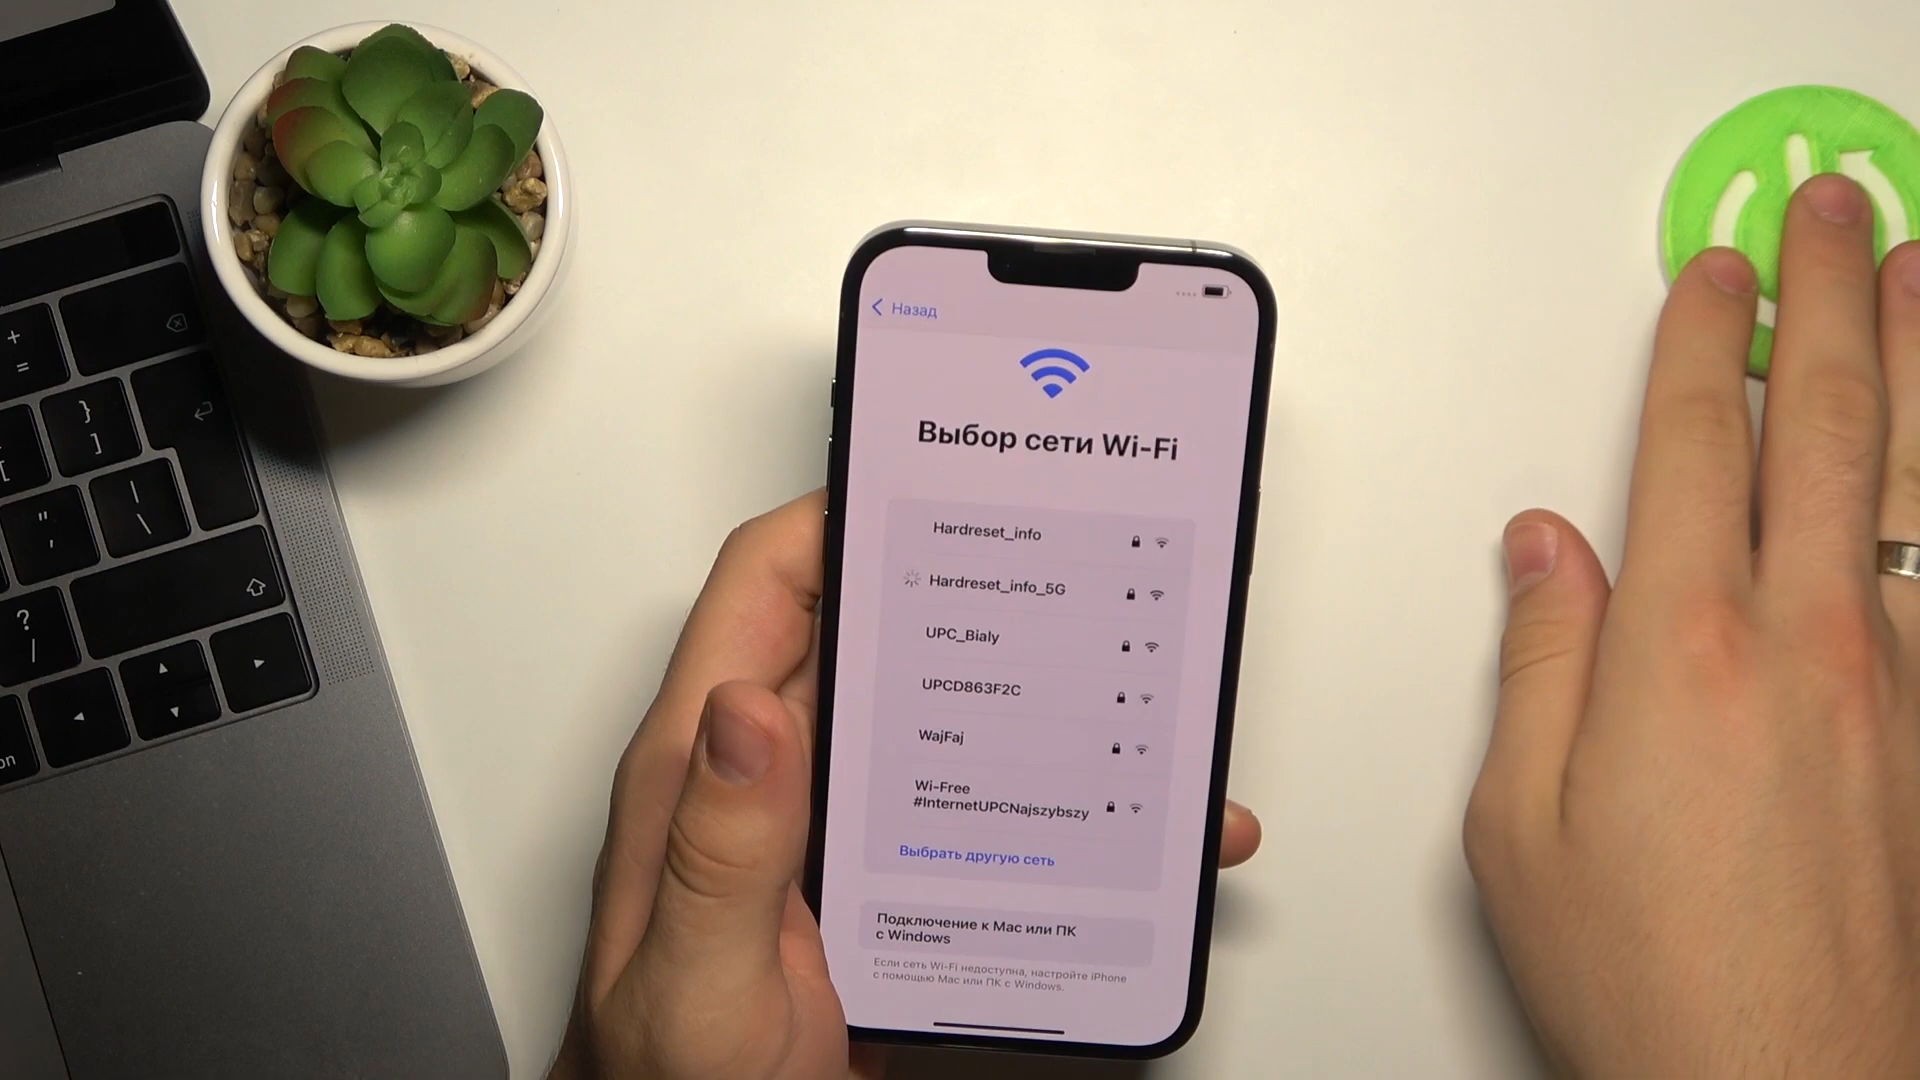 Назад
Выбор сети Wi-Fi
Hardreset_info
Hardreset_info_5G
UPC_Bialy
UPCD863F2C
WajFaj
Wi-Free
#InternetUPCNajszybszy
Выбрать другую сеть
Подключение к Mac или ПК
с Windows
Если сеть Wi-Fi недоступна, настройте iPhone
с помощью Mac или ПК с Windows.
+
=
}
]
[
"
,
|
\
?
/